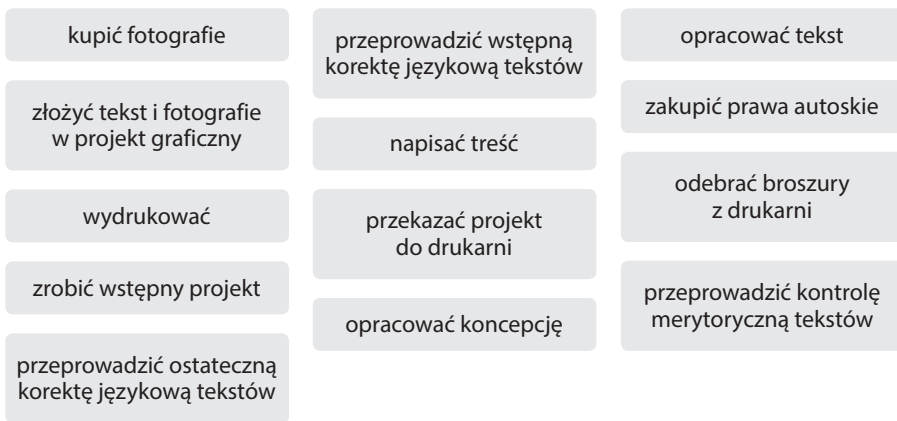 kupić fotografie
złożyć tekst i fotografie
w projekt graficzny
wydrukować
zrobić wstępny projekt
przeprowadzić ostateczną
korektę językową tekstów
przeprowadzić wstępną
korektę językową tekstów
napisać treść
przekazać projekt
do drukarni
opracować koncepcję
opracować tekst
zakupić prawa autoskie
odebrać broszury
z drukarni
przeprowadzić kontrolę
merytoryczną tekstów